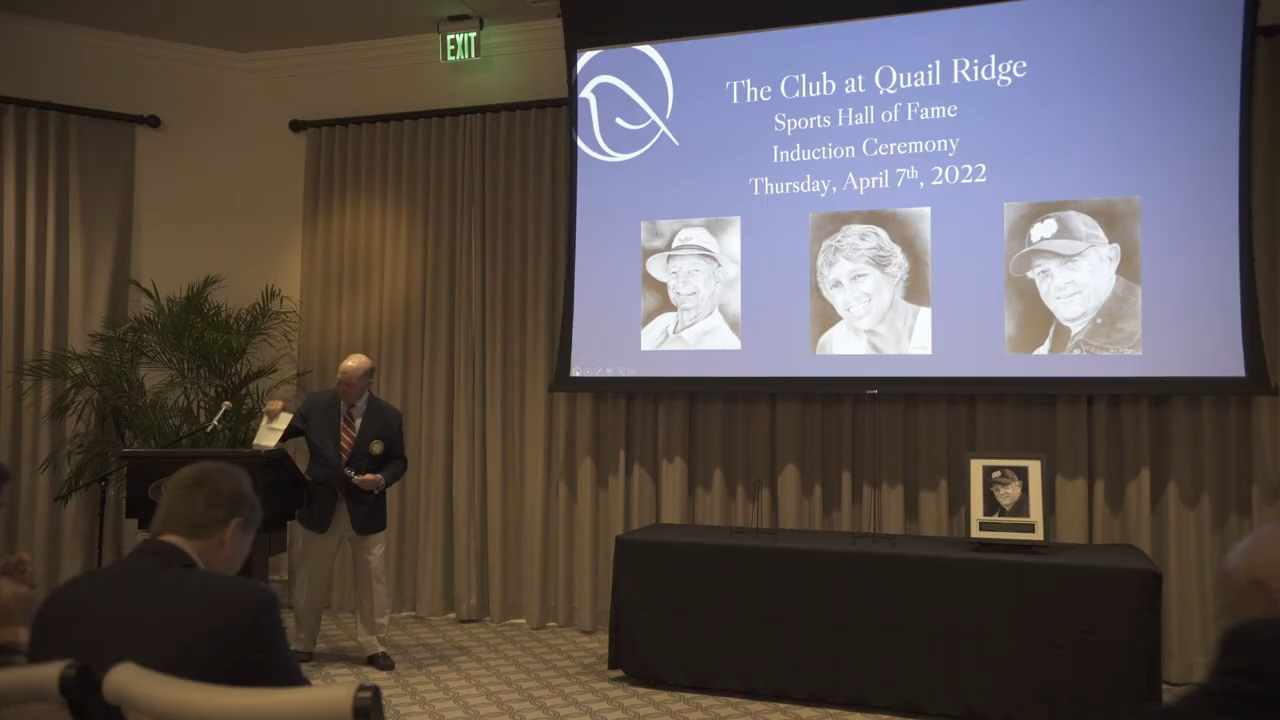 EXIT
The Club at Quail Ridge
Sports Hall of Fame
Induction Ceremony
Thursday, April 7th, 2022